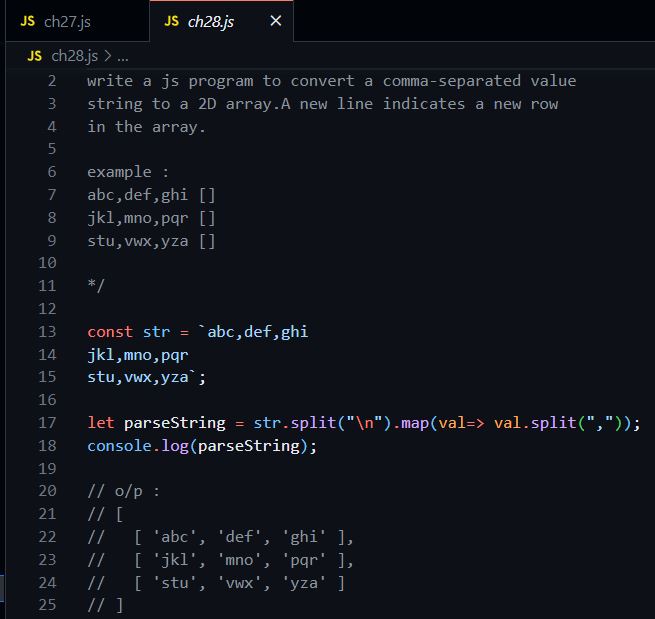 JS ch27.js
JS ch28.js ×
JS ch28.js > ...
2 write a js program to convert a comma-separated value
3 string to a 2D array.A new line indicates a new row
4 in the array.
5
6 example :
7 abc,def,ghi []
8 jkl,mno,pqr []
9 stu,vwx,yza []
10
11 */
12
13 const str = `abc,def,ghi
14 jkl,mno,pqr
15 stu,vwx,yza`;
16
17 let parseString = str.split("\n").map(val=> val.split(","));
18 console.log(parseString);
19
20 // o/p :
21 // [
22 //   [ 'abc', 'def', 'ghi' ],
23 //   [ 'jkl', 'mno', 'pqr' ],
24 //   [ 'stu', 'vwx', 'yza' ]
25 // ]